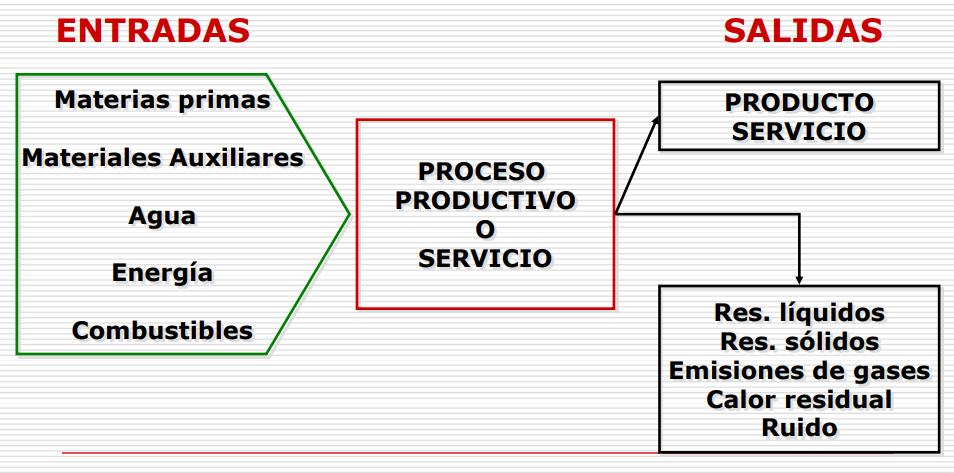 ENTRADAS
SALIDAS
Materias primas
Materiales Auxiliares
Agua
Energía
Combustibles
PROCESO
PRODUCTIVO
O
SERVICIO
PRODUCTO
SERVICIO
Res. líquidos
Res. sólidos
Emisiones de gases
Calor residual
Ruido